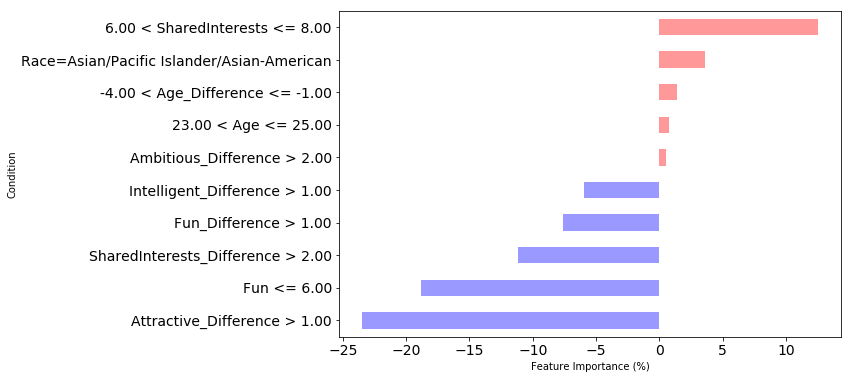 6.00 < SharedInterests <= 8.00
Race=Asian/Pacific Islander/Asian-American
-4.00 < Age_Difference <= -1.00
23.00 < Age <= 25.00
Ambitious_Difference > 2.00
Intelligent_Difference > 1.00
Fun_Difference > 1.00
SharedInterests_Difference > 2.00
Fun <= 6.00
Attractive_Difference > 1.00
Condition
−25 −20 −15 −10 −5 0 5 10
Feature Importance (%)